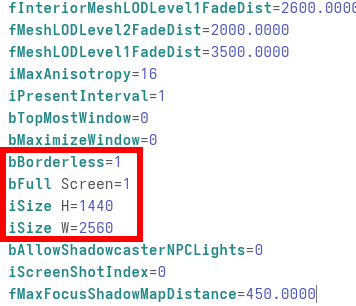 fInteriorMeshLODLevel1FadeDist=2600.0000
fMeshLODLevel2FadeDist=2000.0000
fMeshLODLevel1FadeDist=3500.0000
iMaxAnisotropy=16
iPresentInterval=1
bTopMostWindow=0
bMaximizeWindow=0
bBorderless=1
bFull Screen=1
iSize H=1440
iSize W=2560
bAllowShadowcasterNPCLights=0
iScreenShotIndex=0
fMaxFocusShadowMapDistance=450.0000